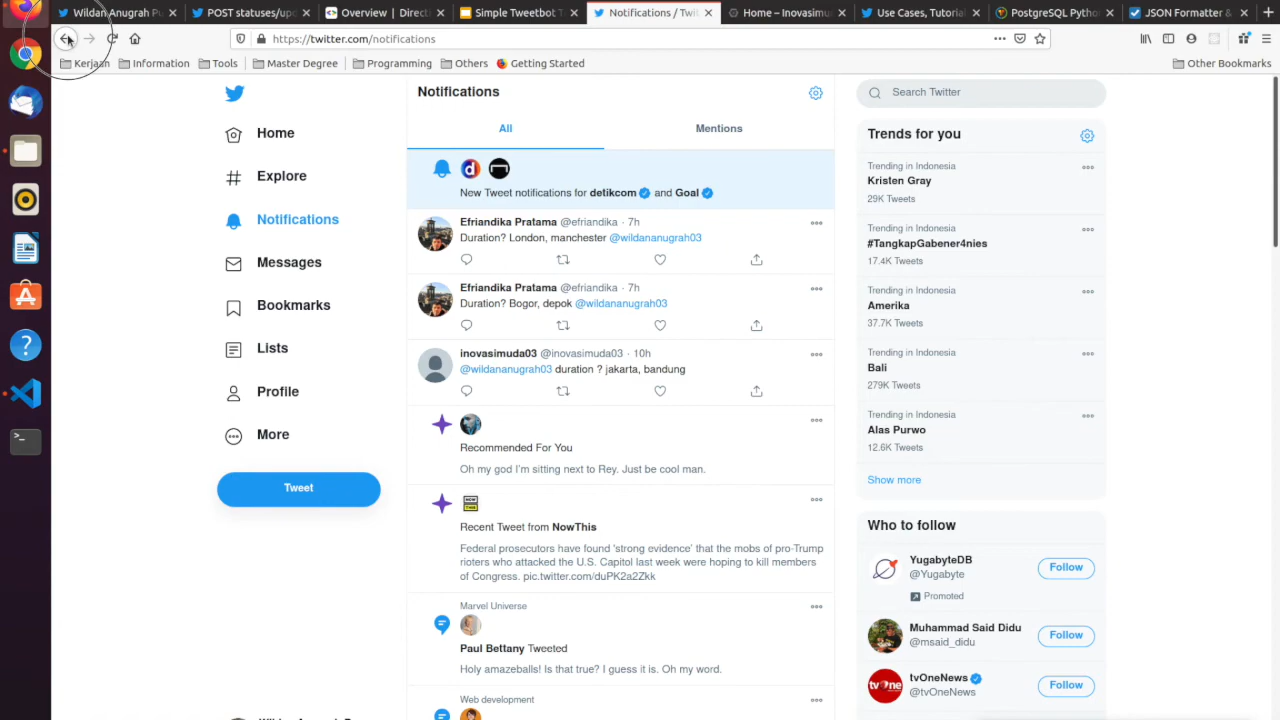 Wildan Anugrah Pu
POST statuses/up
Overview | Direct
Simple Tweebot T
Notifications / Twi
Home – Inovasimu
Use Cases, Tutorial
PostgreSQL Pytho
JSON Formatter &
https://twitter.com/notifications
Kerjaan
Information
Tools
Master Degree
Programming
Others
Getting Started
Other Bookmarks
Home
Explore
Notifications
Messages
Bookmarks
Lists
Profile
More
Tweet
Notifications
All
Mentions
New Tweet notifications for detikcom and Goal
Efriandika Pratama @efriandika · 7h
Duration? London, manchester @wildananugrah03
Efriandika Pratama @efriandika · 7h
Duration? Bogor, depok @wildananugrah03
inovasimuda03 @inovasimuda03 · 10h
@wildananugrah03 duration ? jakarta, bandung
Recommended For You
Oh my god I'm sitting next to Rey. Just be cool man.
NOW THIS
Recent Tweet from NowThis
Federal prosecutors have found 'strong evidence' that the mobs of pro-Trump
rioters who attacked the U.S. Capitol last week were hoping to kill members
of Congress. pic.twitter.com/duPK2a2Zkk
Marvel Universe
Paul Bettany Tweeted
Holy amazeballs! Is that true? I guess it is. Oh my word.
Web development
Search Twitter
Trends for you
Trending in Indonesia
Kristen Gray
29K Tweets
Trending in Indonesia
#TangkapGabener4nies
17.4K Tweets
Trending in Indonesia
Amerika
37.7K Tweets
Trending in Indonesia
Bali
279K Tweets
Trending in Indonesia
Alas Purwo
12.6K Tweets
Show more
Who to follow
YugabyteDB
@Yugabyte
Follow
Promoted
Muhammad Said Didu
@msaid_didu
Follow
tvOne
tvOneNews
@tvOneNews
Follow